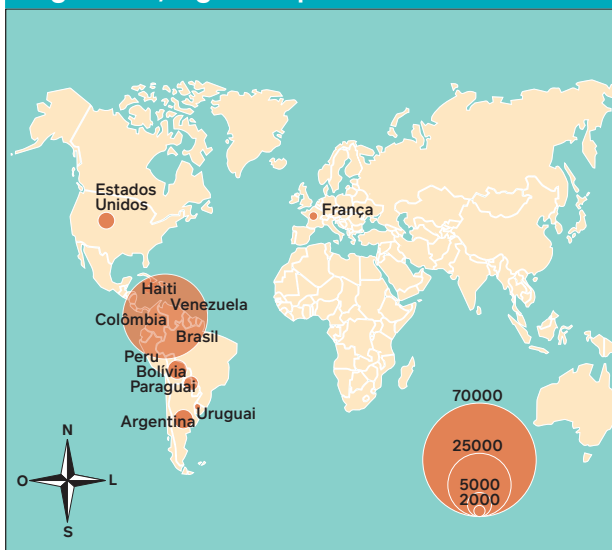 Estados
Unidos
França
Haiti
Venezuela
Colômbia
Brasil
Peru
Bolívia
Paraguai
Argentina
Uruguai
70000
25000
5000
2000
N
O
L
S